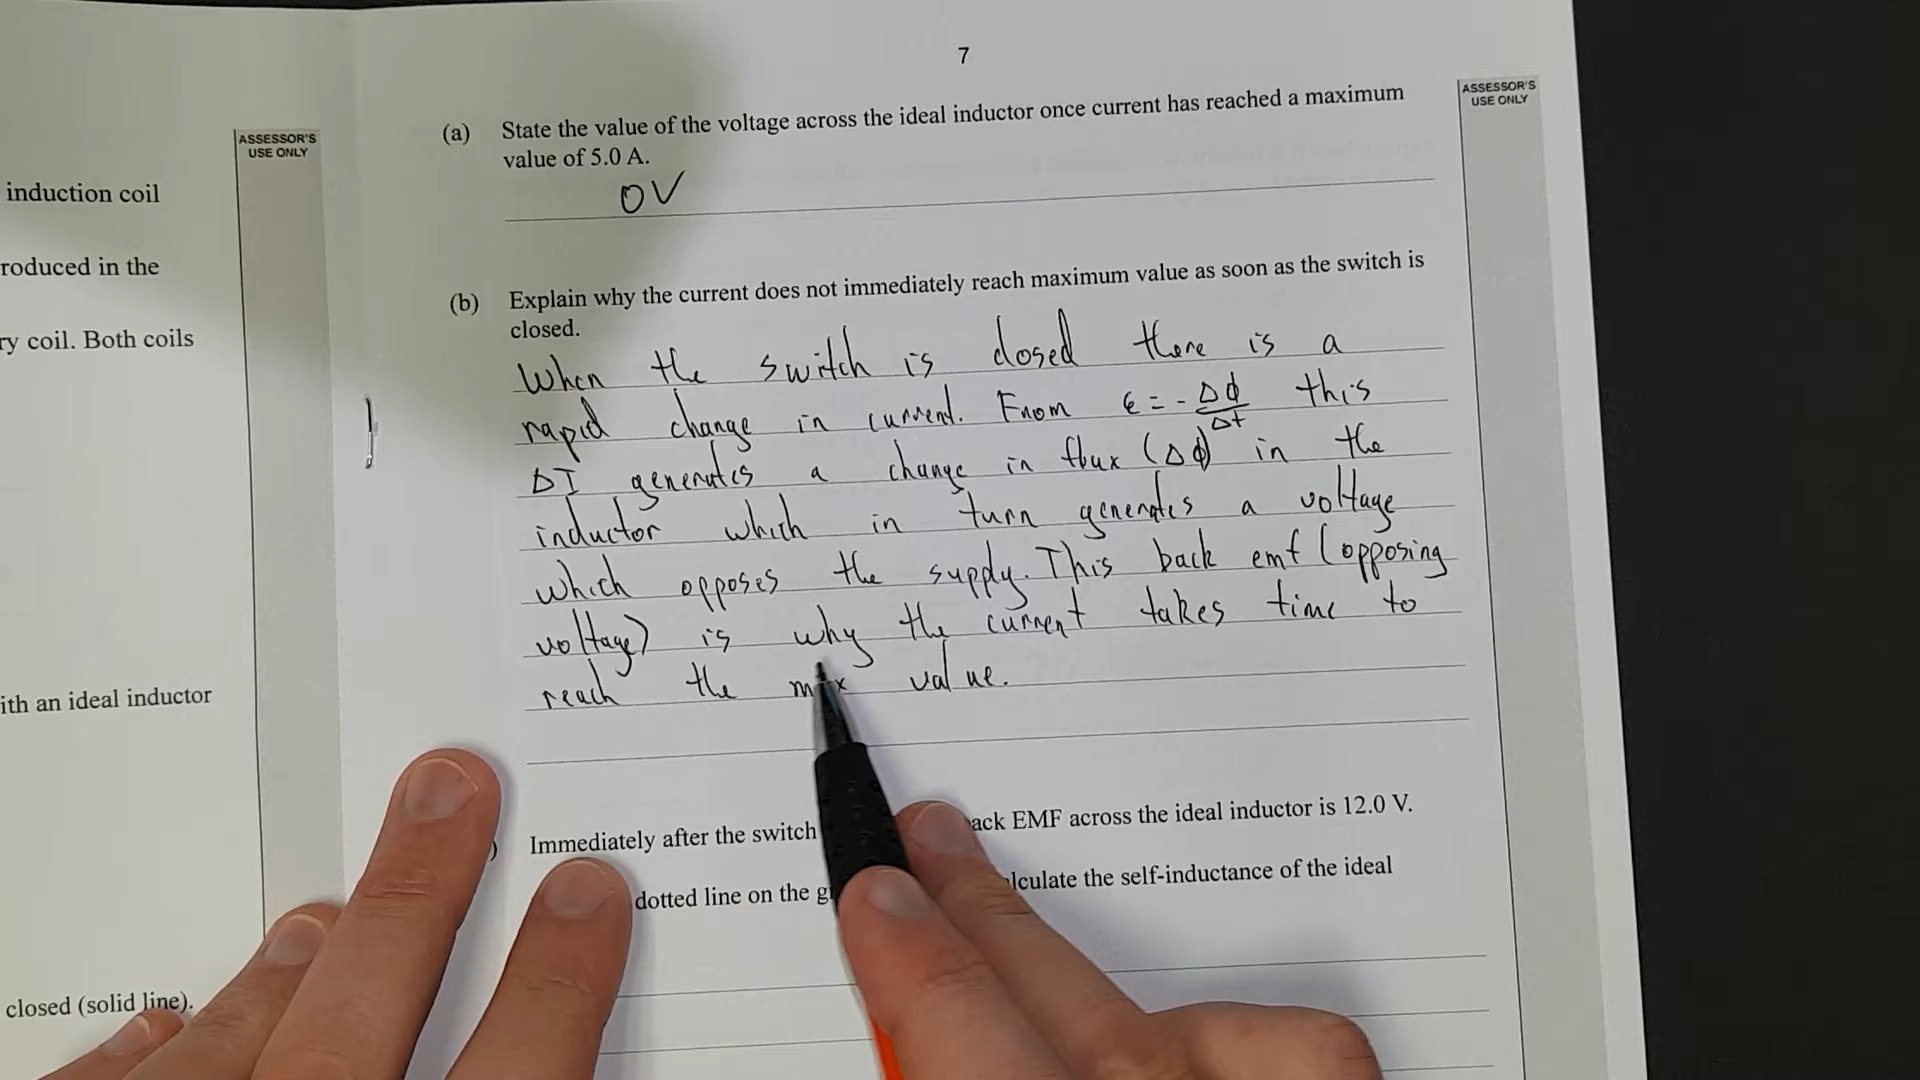 7
ASSESSOR'S
USE ONLY
ASSESSOR'S
USE ONLY
induction coil
roduced in the
ry coil. Both coils
ith an ideal inductor
closed (solid line).
(a) State the value of the voltage across the ideal inductor once current has reached a maximum
value of 5.0 A.
0V
(b) Explain why the current does not immediately reach maximum value as soon as the switch is
closed.
When the switch is closed there is a
rapid change in current. From ϵ = - Δϕ/Δt this
ΔI generates a change in flux (Δϕ) in the
inductor which in turn generates a voltage
which opposes the supply. This back emf (opposing
voltage) is why the current takes time to
reach the max value.
) Immediately after the switch ack EMF across the ideal inductor is 12.0 V.
dotted line on the g lculate the self-inductance of the ideal